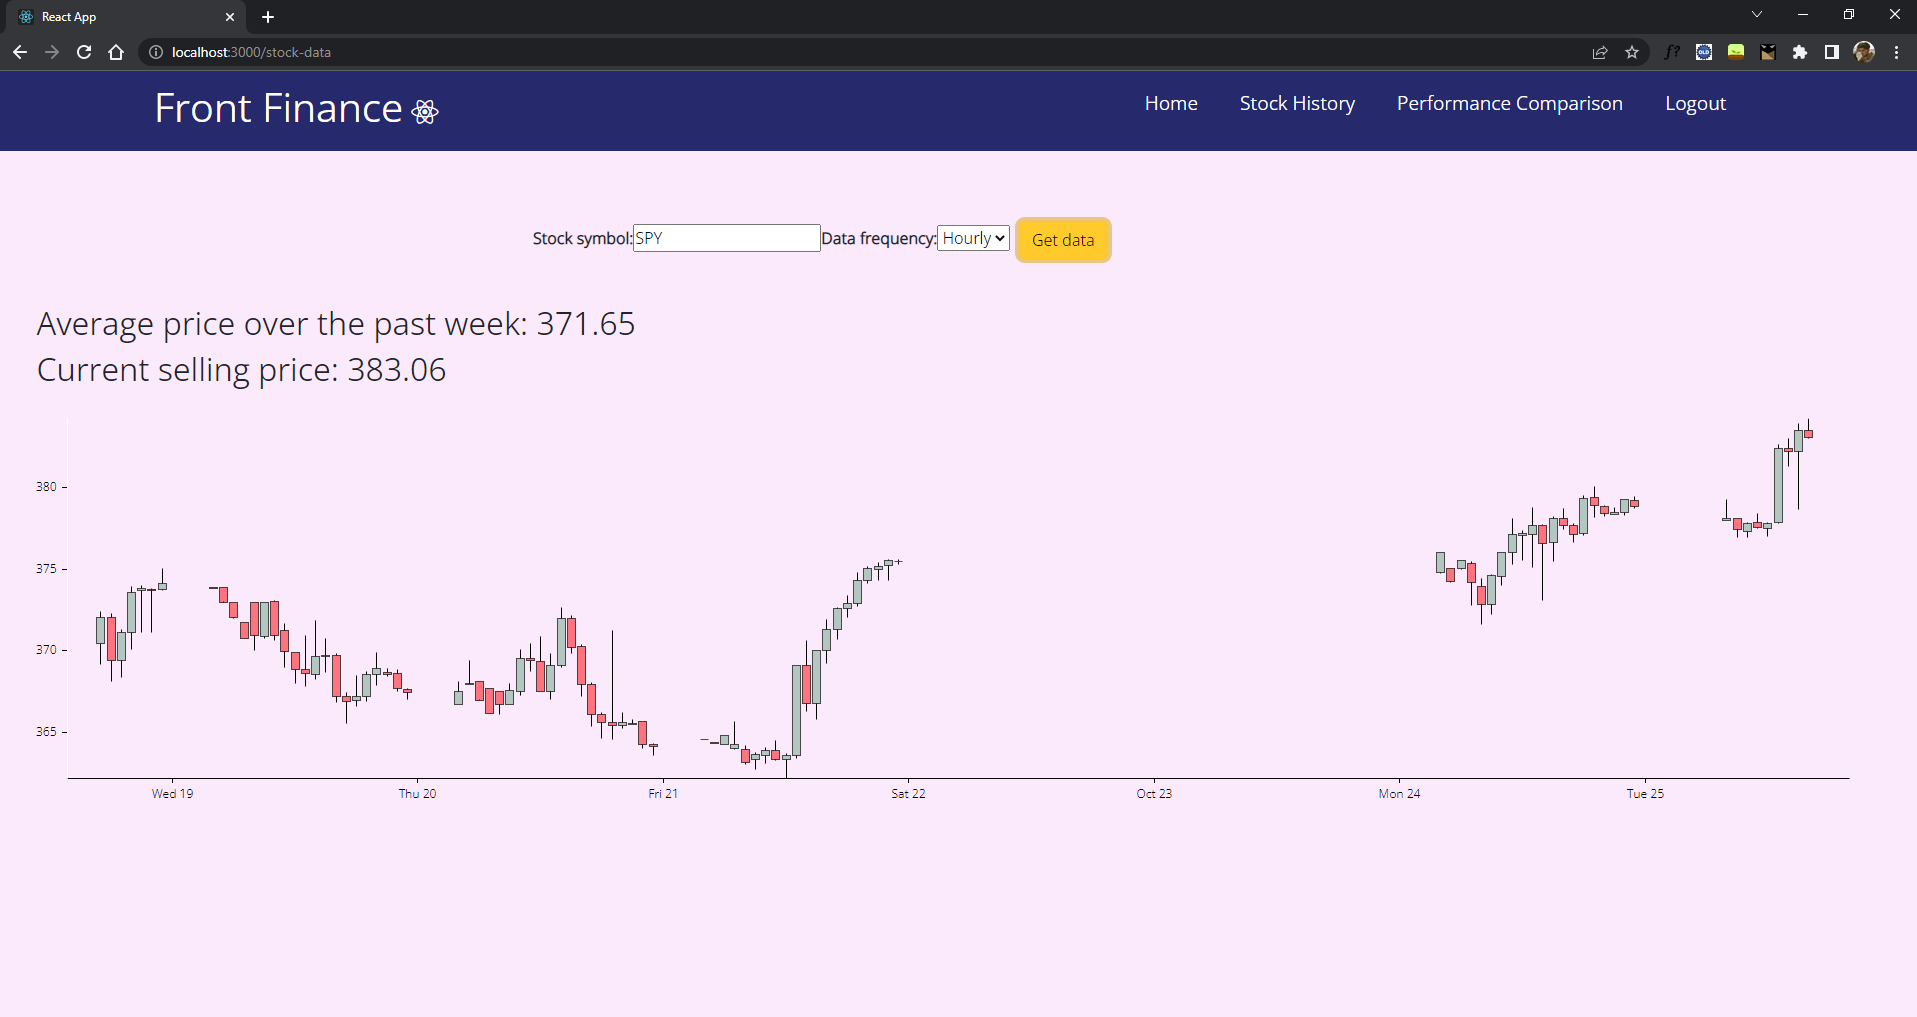 React App
localhost:3000/stock-data
Front Finance
Home Stock History Performance Comparison Logout
Stock symbol: SPY Data frequency: Hourly Get data
Average price over the past week: 371.65
Current selling price: 383.06
380
375
370
365
Wed 19 Thu 20 Fri 21 Sat 22 Oct 23 Mon 24 Tue 25